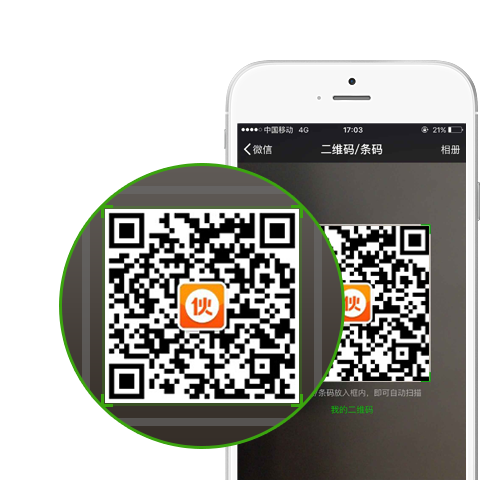 中国移动 4G 17:03 21%
微信 二维码/条码 相册
伙
伙
条码放入框内，即可自动扫描
我的二维码